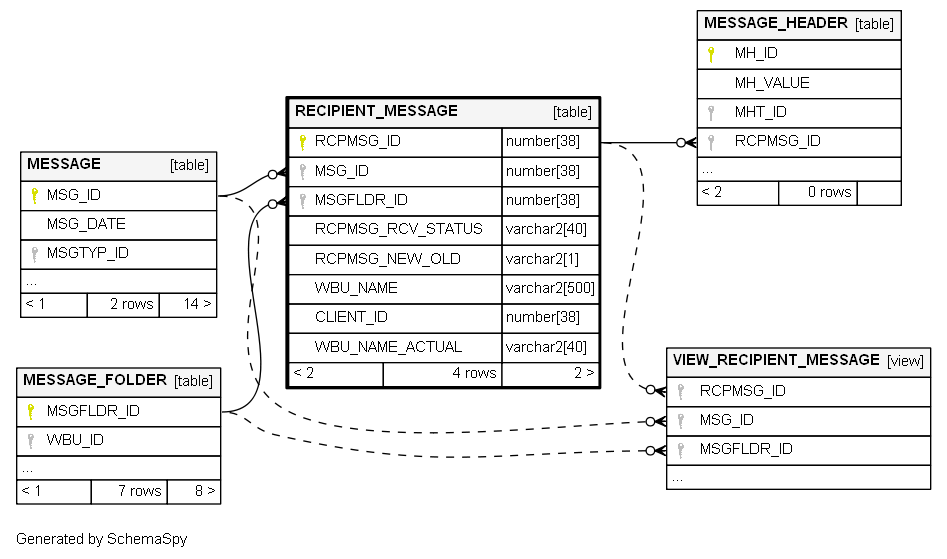 MESSAGE_HEADER [table]
MH_ID
MH_VALUE
MHT_ID
RCPMSG_ID
...
< 2 0 rows
RECIPIENT_MESSAGE [table]
RCPMSG_ID number[38]
MSG_ID number[38]
MSGFLDR_ID number[38]
RCPMSG_RCV_STATUS varchar2[40]
RCPMSG_NEW_OLD varchar2[1]
WBU_NAME varchar2[500]
CLIENT_ID number[38]
WBU_NAME_ACTUAL varchar2[40]
< 2 4 rows 2 >
MESSAGE [table]
MSG_ID
MSG_DATE
MSGTYP_ID
...
< 1 2 rows 14 >
VIEW_RECIPIENT_MESSAGE [view]
RCPMSG_ID
MSG_ID
MSGFLDR_ID
...
MESSAGE_FOLDER [table]
MSGFLDR_ID
WBU_ID
...
< 1 7 rows 8 >
Generated by SchemaSpy